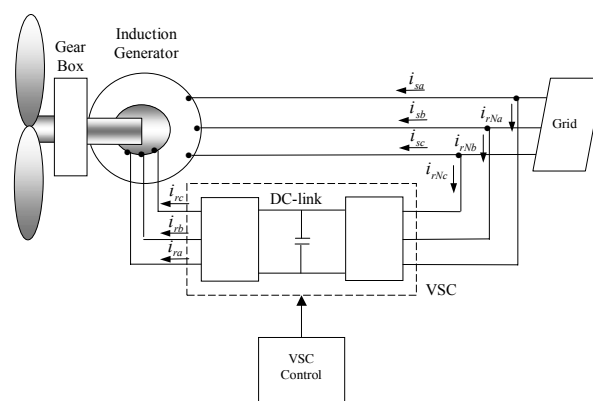 Induction
Generator
Gear
Box
i_sa
i_sb
i_sc
i_rNa
i_rNb
i_rNc
Grid
i_rc
i_rb
i_ra
DC-link
VSC
VSC
Control